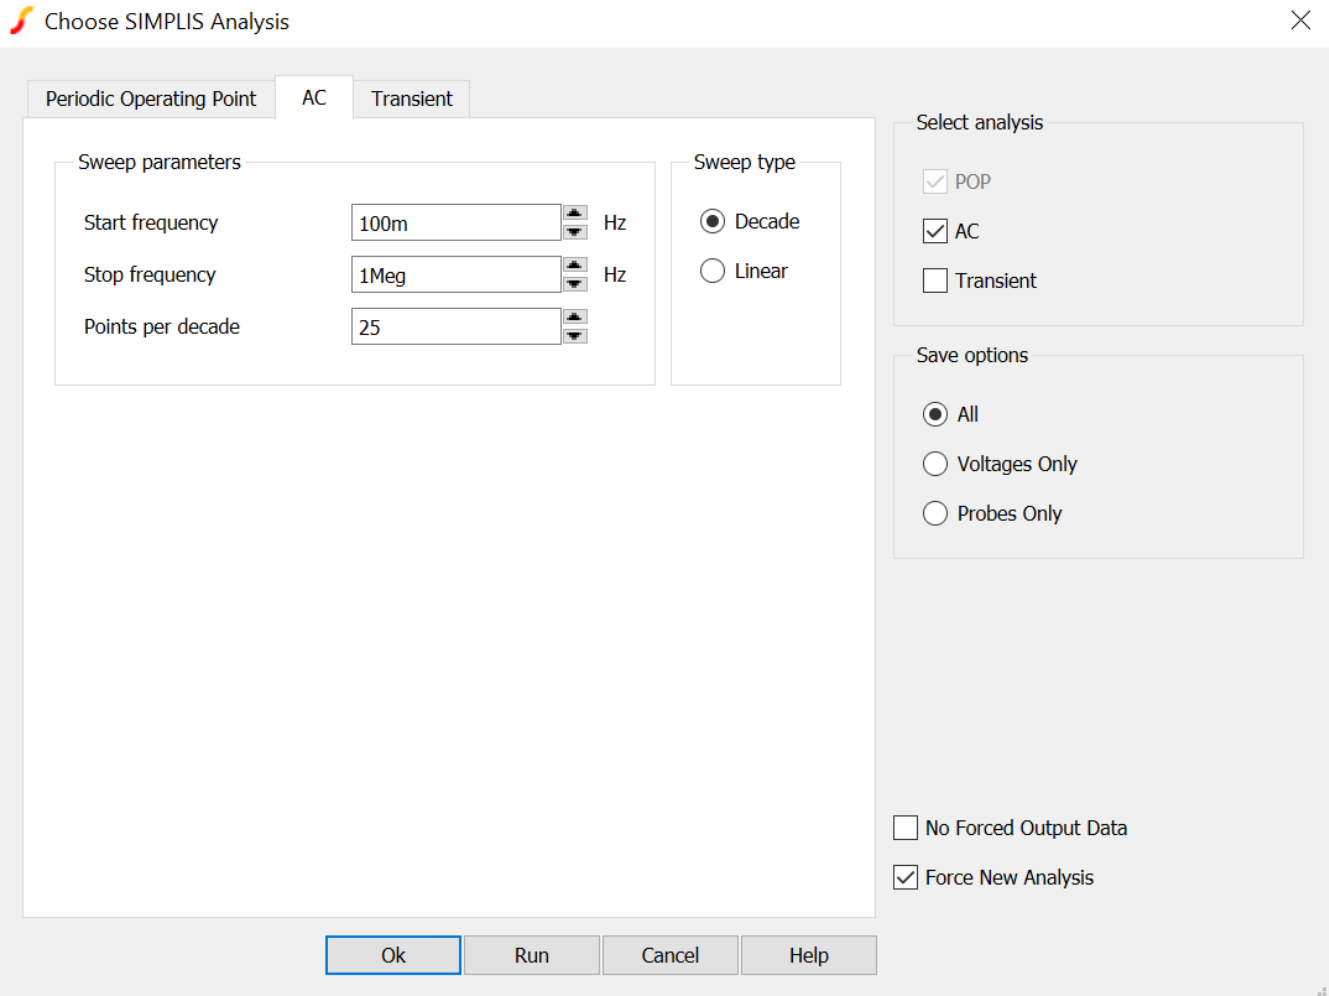 Choose SIMPLIS Analysis
Periodic Operating Point
AC
Transient
Sweep parameters
Start frequency 100m Hz
Stop frequency 1Meg Hz
Points per decade 25
Sweep type
Decade
Linear
Select analysis
POP
AC
Transient
Save options
All
Voltages Only
Probes Only
No Forced Output Data
Force New Analysis
Ok
Run
Cancel
Help